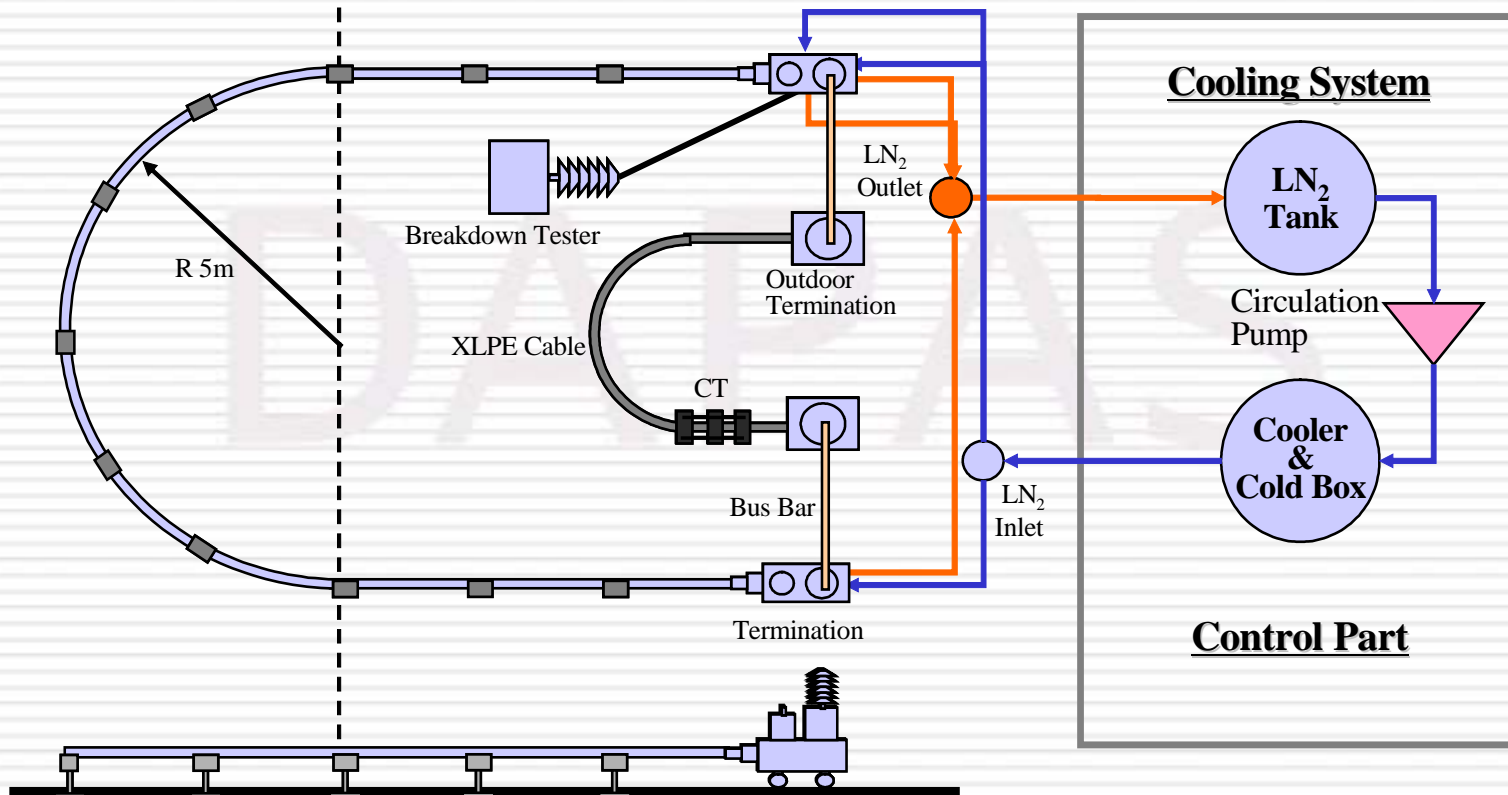 Cooling System
LN2
Tank
LN2
Outlet
Breakdown Tester
R 5m
Outdoor
Termination
Circulation
Pump
XLPE Cable
CT
Cooler
&
Cold Box
LN2
Inlet
Bus Bar
Termination
Control Part
DAPAS